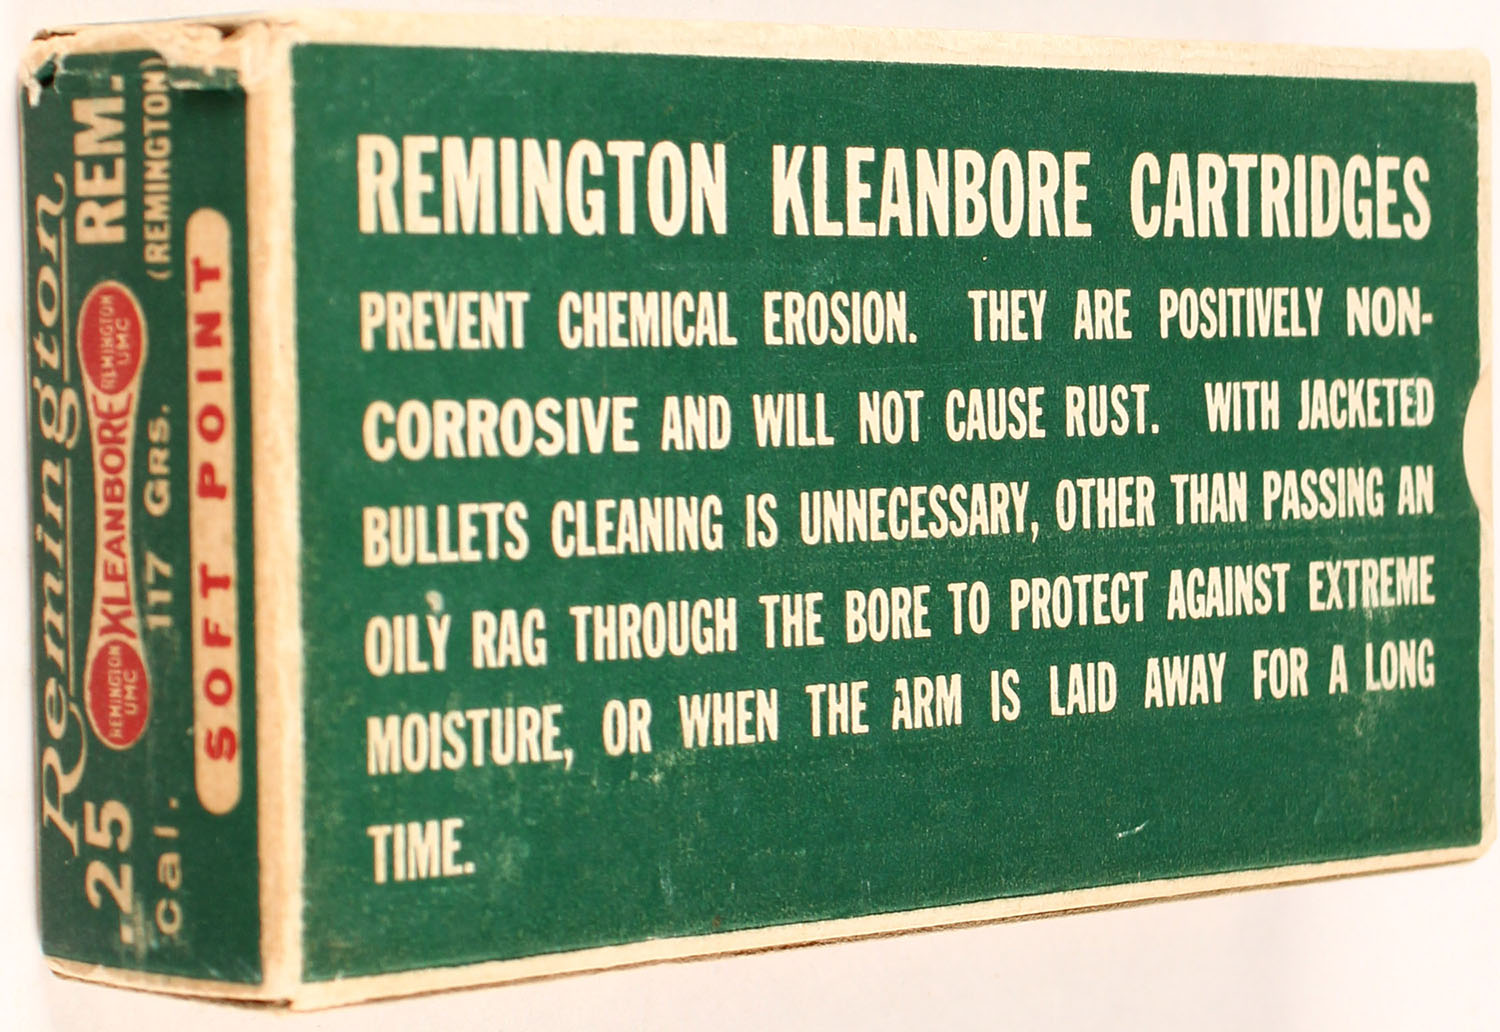 REMINGTON KLEANBORE CARTRIDGES
PREVENT CHEMICAL EROSION. THEY ARE POSITIVELY NON-
CORROSIVE AND WILL NOT CAUSE RUST. WITH JACKETED
BULLETS CLEANING IS UNNECESSARY, OTHER THAN PASSING AN
OILY RAG THROUGH THE BORE TO PROTECT AGAINST EXTREME
MOISTURE, OR WHEN THE ARM IS LAID AWAY FOR A LONG
TIME.
Remington
.25 REMINGTON UMC KLEANBORE REMINGTON UMC REM.
Cal. 117 Grs. (REMINGTON)
SOFT POINT